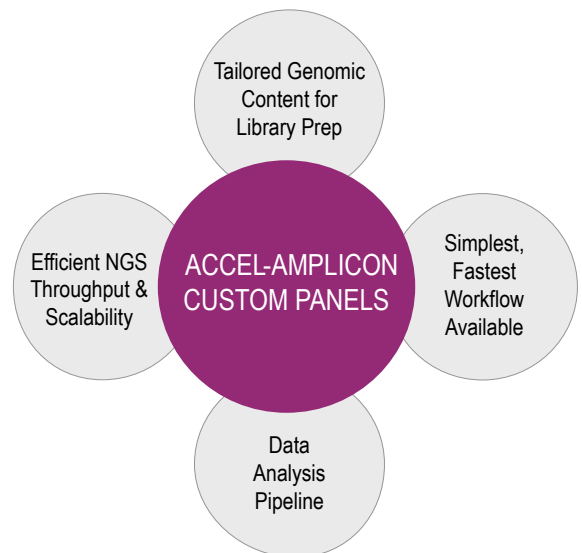 Tailored Genomic
Content for
Library Prep
Efficient NGS
Throughput &
Scalability
ACCEL-AMPLICON
CUSTOM PANELS
Simplest,
Fastest
Workflow
Available
Data
Analysis
Pipeline